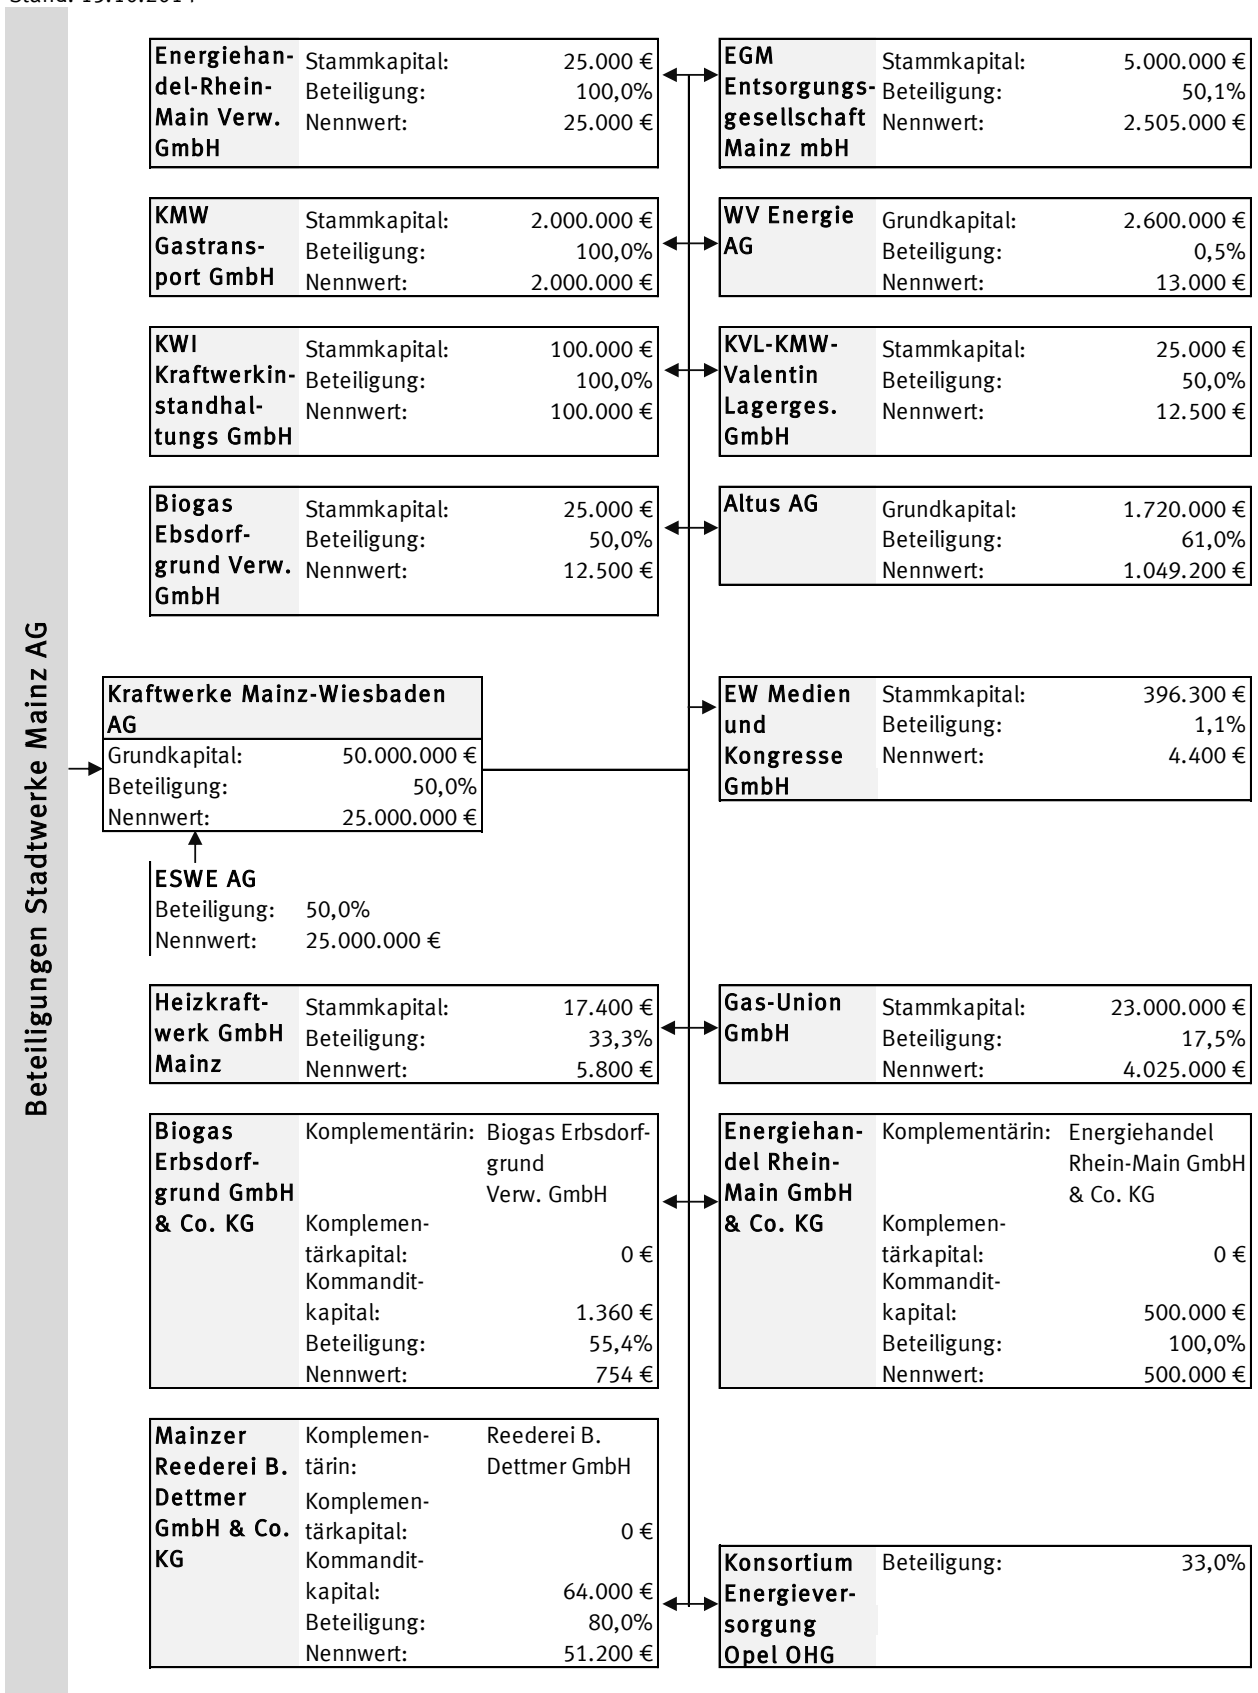 Beteiligungen Stadtwerke Mainz AG
Energiehan-
del-Rhein-
Main Verw.
GmbH
Stammkapital: 25.000 €
Beteiligung: 100,0%
Nennwert: 25.000 €
EGM
Entsorgungs-
gesellschaft
Mainz mbH
Stammkapital: 5.000.000 €
Beteiligung: 50,1%
Nennwert: 2.505.000 €
KMW
Gastrans-
port GmbH
Stammkapital: 2.000.000 €
Beteiligung: 100,0%
Nennwert: 2.000.000 €
WV Energie
AG
Grundkapital: 2.600.000 €
Beteiligung: 0,5%
Nennwert: 13.000 €
KWI
Kraftwerkin-
standhal-
tungs GmbH
Stammkapital: 100.000 €
Beteiligung: 100,0%
Nennwert: 100.000 €
KVL-KMW-
Valentin
Lagerges.
GmbH
Stammkapital: 25.000 €
Beteiligung: 50,0%
Nennwert: 12.500 €
Biogas
Ebsdorf-
grund Verw.
GmbH
Stammkapital: 25.000 €
Beteiligung: 50,0%
Nennwert: 12.500 €
Altus AG
Grundkapital: 1.720.000 €
Beteiligung: 61,0%
Nennwert: 1.049.200 €
Kraftwerke Mainz-Wiesbaden
AG
Grundkapital: 50.000.000 €
Beteiligung: 50,0%
Nennwert: 25.000.000 €
EW Medien
und
Kongresse
GmbH
Stammkapital: 396.300 €
Beteiligung: 1,1%
Nennwert: 4.400 €
ESWE AG
Beteiligung: 50,0%
Nennwert: 25.000.000 €
Heizkraft-
werk GmbH
Mainz
Stammkapital: 17.400 €
Beteiligung: 33,3%
Nennwert: 5.800 €
Gas-Union
GmbH
Stammkapital: 23.000.000 €
Beteiligung: 17,5%
Nennwert: 4.025.000 €
Biogas
Erbsdorf-
grund GmbH
& Co. KG
Komplementärin: Biogas Erbsdorf-
grund
Verw. GmbH
Komplemen-
tärkapital: 0 €
Kommandit-
kapital: 1.360 €
Beteiligung: 55,4%
Nennwert: 754 €
Energiehan-
del Rhein-
Main GmbH
& Co. KG
Komplementärin: Energiehandel
Rhein-Main GmbH
& Co. KG
Komplemen-
tärkapital: 0 €
Kommandit-
kapital: 500.000 €
Beteiligung: 100,0%
Nennwert: 500.000 €
Mainzer
Reederei B.
Dettmer
GmbH & Co.
KG
Komplemen- Reederei B.
tärin: Dettmer GmbH
Komplemen-
tärkapital: 0 €
Kommandit-
kapital: 64.000 €
Beteiligung: 80,0%
Nennwert: 51.200 €
Konsortium
Energiever-
sorgung
Opel OHG
Beteiligung: 33,0%